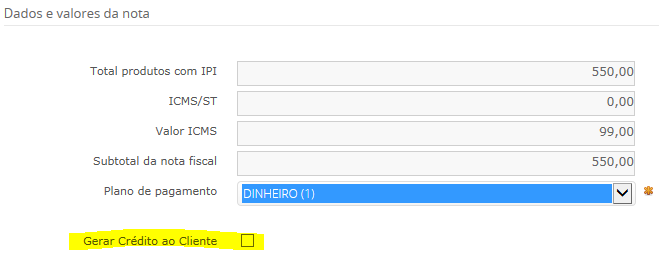 Dados e valores da nota
Total produtos com IPI 550,00
ICMS/ST 0,00
Valor ICMS 99,00
Subtotal da nota fiscal 550,00
Plano de pagamento DINHEIRO (1)
Gerar Crédito ao Cliente